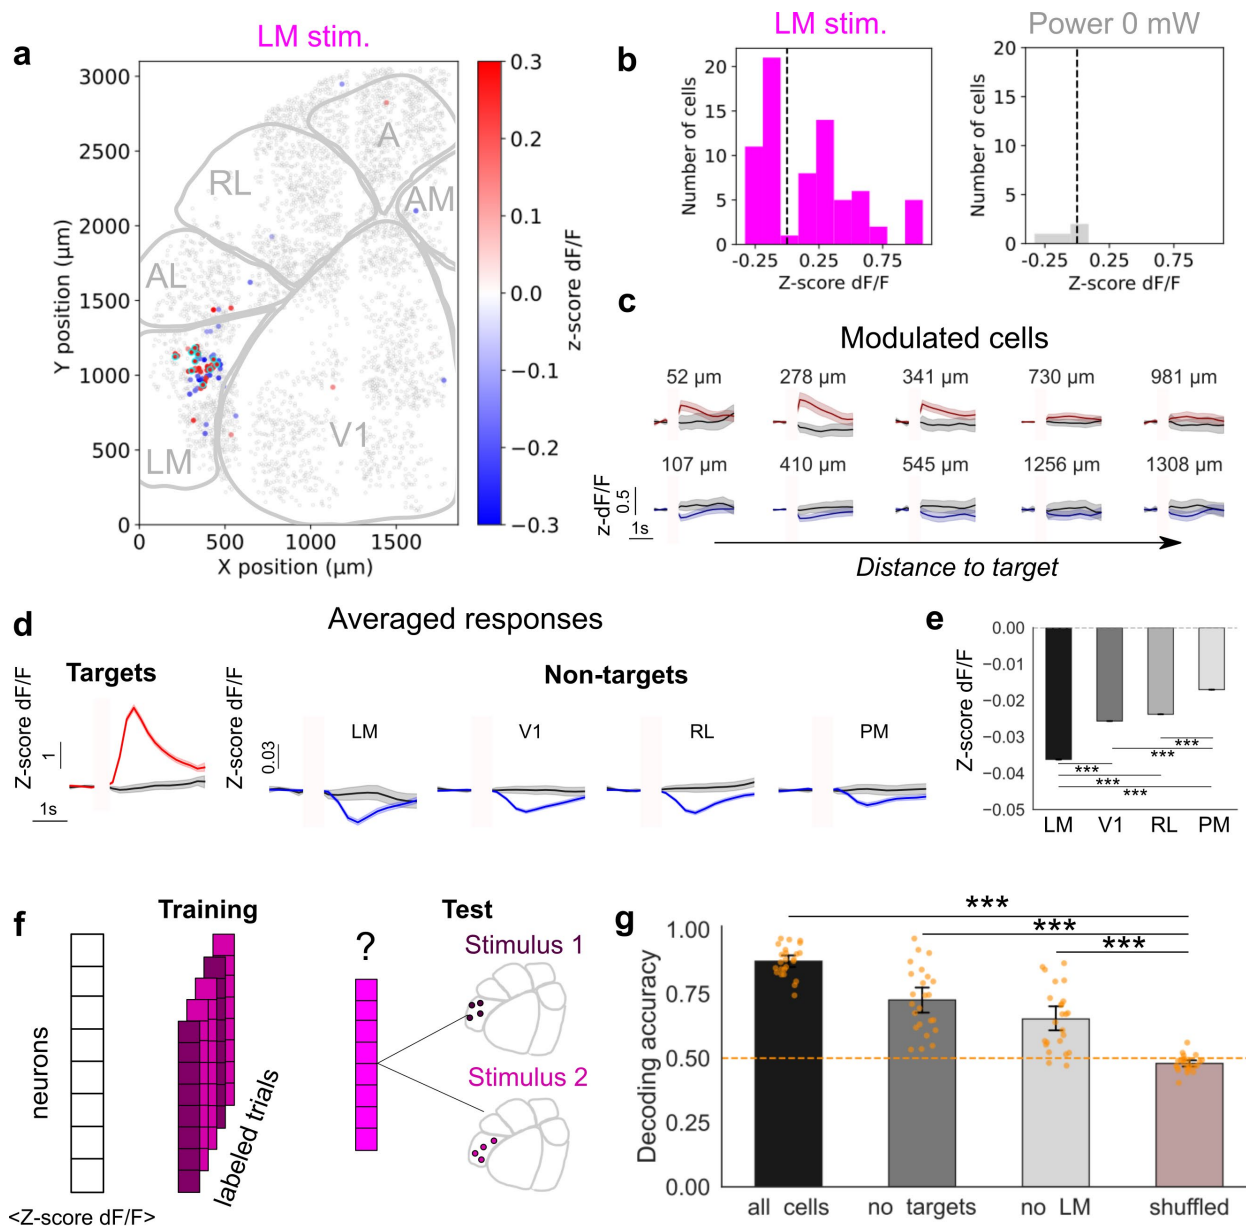 a
LM stim.
3000
2500
2000
1500
1000
500
0
Y position (µm)
0
500
1000
1500
X position (µm)
A
RL
AM
AL
LM
V1
0.3
0.2
0.1
0.0
−0.1
−0.2
−0.3
z-score dF/F
b
LM stim.
20
15
10
5
0
Number of cells
-0.25
0.25
0.75
Z-score dF/F
Power 0 mW
20
15
10
5
0
Number of cells
-0.25
0.25
0.75
Z-score dF/F
c
Modulated cells
52 µm
278 µm
341 µm
730 µm
981 µm
107 µm
410 µm
545 µm
1256 µm
1308 µm
z-dF/F
0.5
1s
Distance to target
d
Averaged responses
Targets
Z-score dF/F
1
1s
Non-targets
Z-score dF/F
0.03
LM
V1
RL
PM
e
0.00
−0.01
−0.02
−0.03
−0.04
−0.05
Z-score dF/F
***
***
***
***
***
LM
V1
RL
PM
f
neurons
<Z-score dF/F>
Training
labeled trials
Test
?
Stimulus 1
Stimulus 2
g
***
***
***
1.00
0.75
0.50
0.25
0.00
Decoding accuracy
all cells
no targets
no LM
shuffled